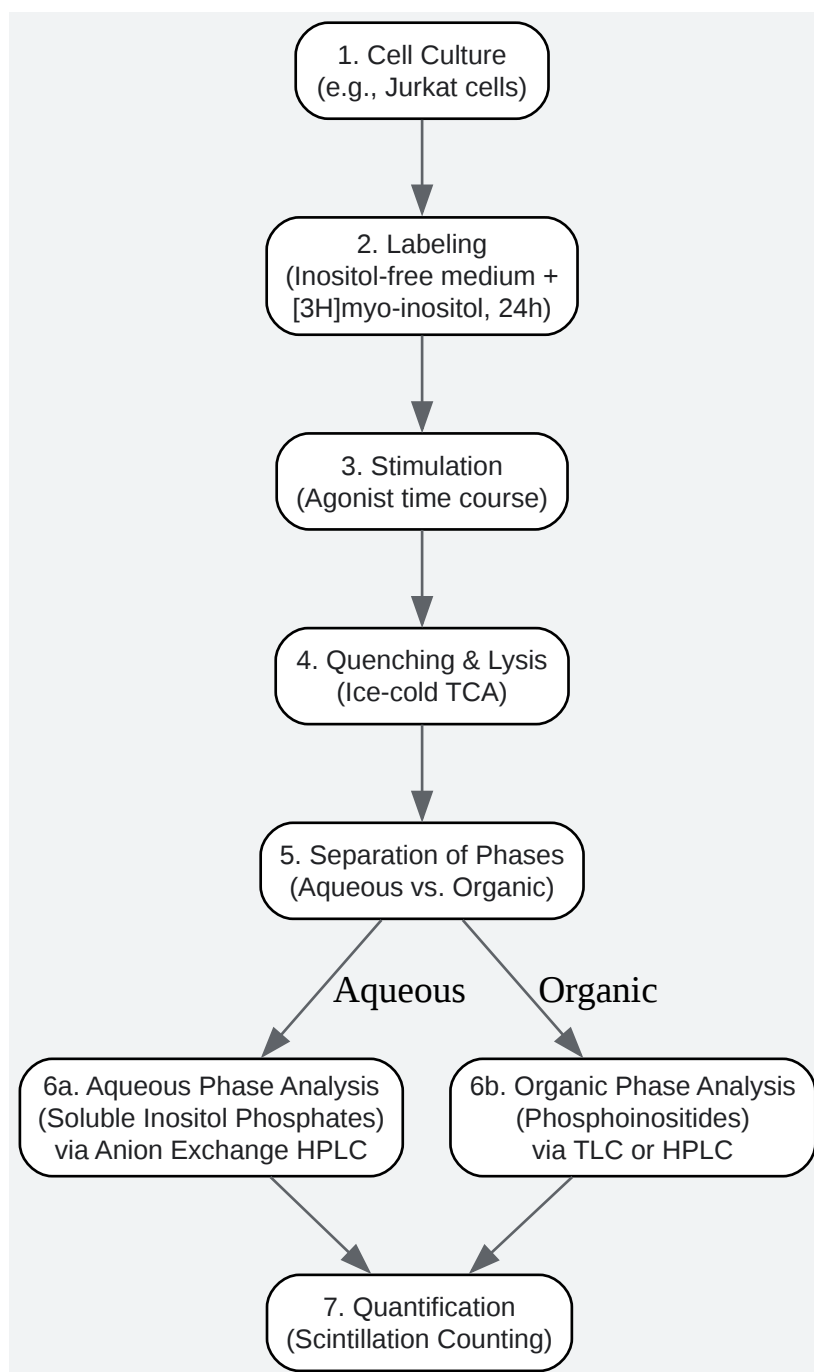 1. Cell Culture
(e.g., Jurkat cells)
2. Labeling
(Inositol-free medium +
[3H]myo-inositol, 24h)
3. Stimulation
(Agonist time course)
4. Quenching & Lysis
(Ice-cold TCA)
5. Separation of Phases
(Aqueous vs. Organic)
Aqueous
Organic
6a. Aqueous Phase Analysis
(Soluble Inositol Phosphates)
via Anion Exchange HPLC
6b. Organic Phase Analysis
(Phosphoinositides)
via TLC or HPLC
7. Quantification
(Scintillation Counting)